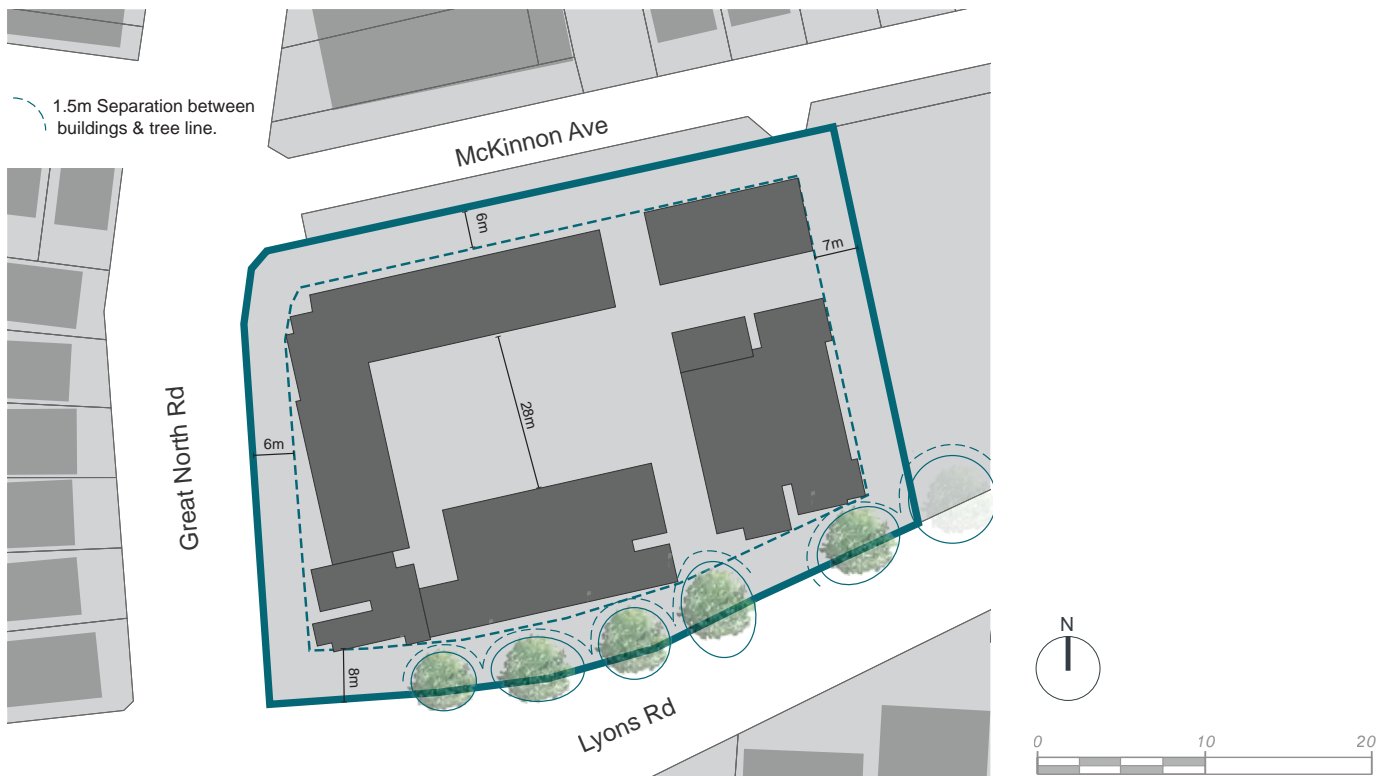 1.5m Separation between
buildings & tree line.
McKinnon Ave
6m
7m
28m
Great North Rd
6m
8m
Lyons Rd
N
0 10 20